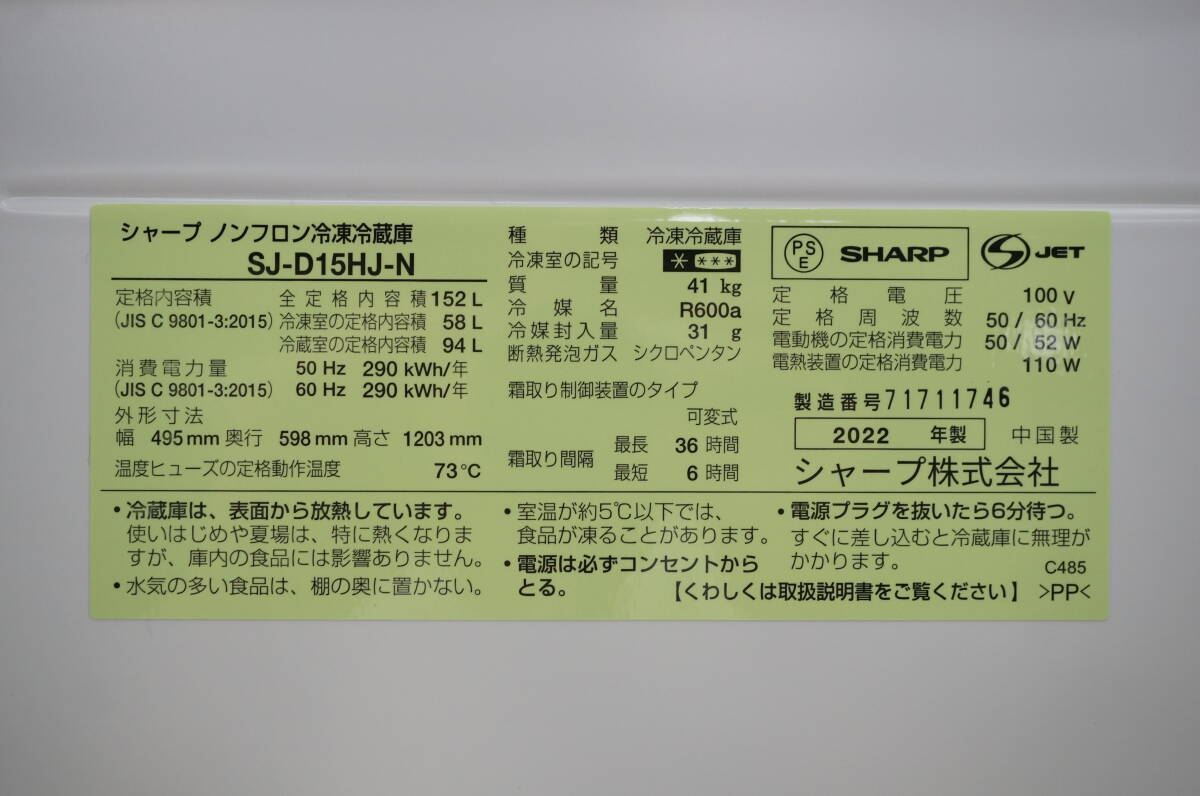 シャープ ノンフロン冷凍冷蔵庫
SJ-D15HJ-N
定格内容積 全定格内容積 152 L
(JIS C 9801-3:2015) 冷凍室の定格内容積 58 L
冷蔵室の定格内容積 94 L
消費電力量 50 Hz 290 kWh/年
(JIS C 9801-3:2015) 60 Hz 290 kWh/年
外形寸法
幅 495 mm 奥行 598 mm 高さ 1203 mm
温度ヒューズの定格動作温度 73℃
種類 冷凍冷蔵庫
冷凍室の記号 * ***
質量 41 kg
冷媒名 R600a
冷媒封入量 31 g
断熱発泡ガス シクロペンタン
霜取り制御装置のタイプ
可変式
霜取り間隔 最長 36 時間
最短 6 時間
PSE SHARP S JET
定格電圧 100 V
定格周波数 50/60 Hz
電動機の定格消費電力 50/52 W
電熱装置の定格消費電力 110 W
製造番号 71711746
2022 年製 中国製
シャープ株式会社
・冷蔵庫は、表面から放熱しています。
使いはじめや夏場は、特に熱くなりま
すが、庫内の食品には影響ありません。
・水気の多い食品は、棚の奥に置かない。
・室温が約5℃以下では、
食品が凍ることがあります。
・電源は必ずコンセントから
とる。
・電源プラグを抜いたら6分待つ。
すぐに差し込むと冷蔵庫に無理が
かかります。 C485
【くわしくは取扱説明書をご覧ください】 >PP<